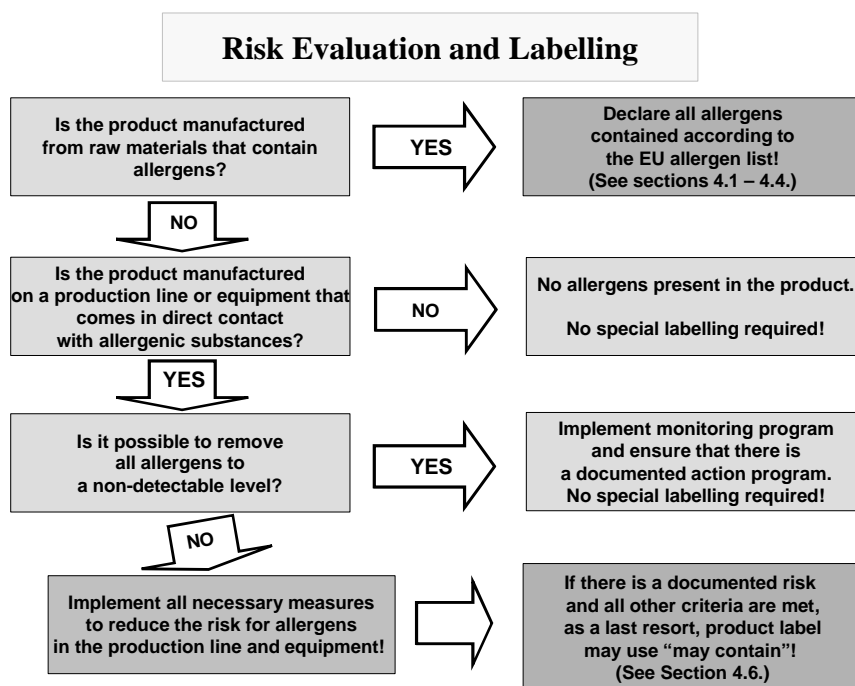 Risk Evaluation and Labelling
Is the product manufactured
from raw materials that contain
allergens?
YES
Declare all allergens
contained according to
the EU allergen list!
(See sections 4.1 – 4.4.)
NO
Is the product manufactured
on a production line or equipment that
comes in direct contact
with allergenic substances?
NO
No allergens present in the product.
No special labelling required!
YES
Is it possible to remove
all allergens to
a non-detectable level?
YES
Implement monitoring program
and ensure that there is
a documented action program.
No special labelling required!
NO
Implement all necessary measures
to reduce the risk for allergens
in the production line and equipment!
If there is a documented risk
and all other criteria are met,
as a last resort, product label
may use “may contain”!
(See Section 4.6.)